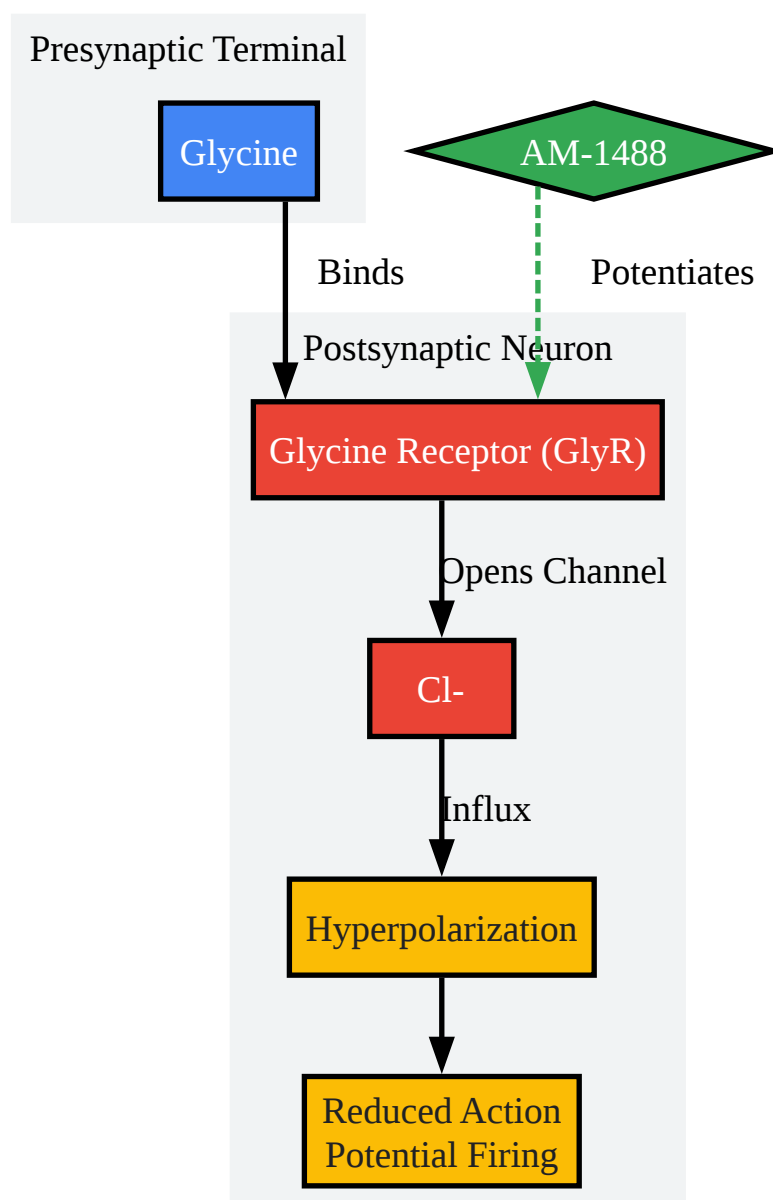 Presynaptic Terminal
Glycine
AM-1488
Binds
Potentiates
Postsynaptic Neuron
Glycine Receptor (GlyR)
Opens Channel
Cl-
Influx
Hyperpolarization
Reduced Action
Potential Firing